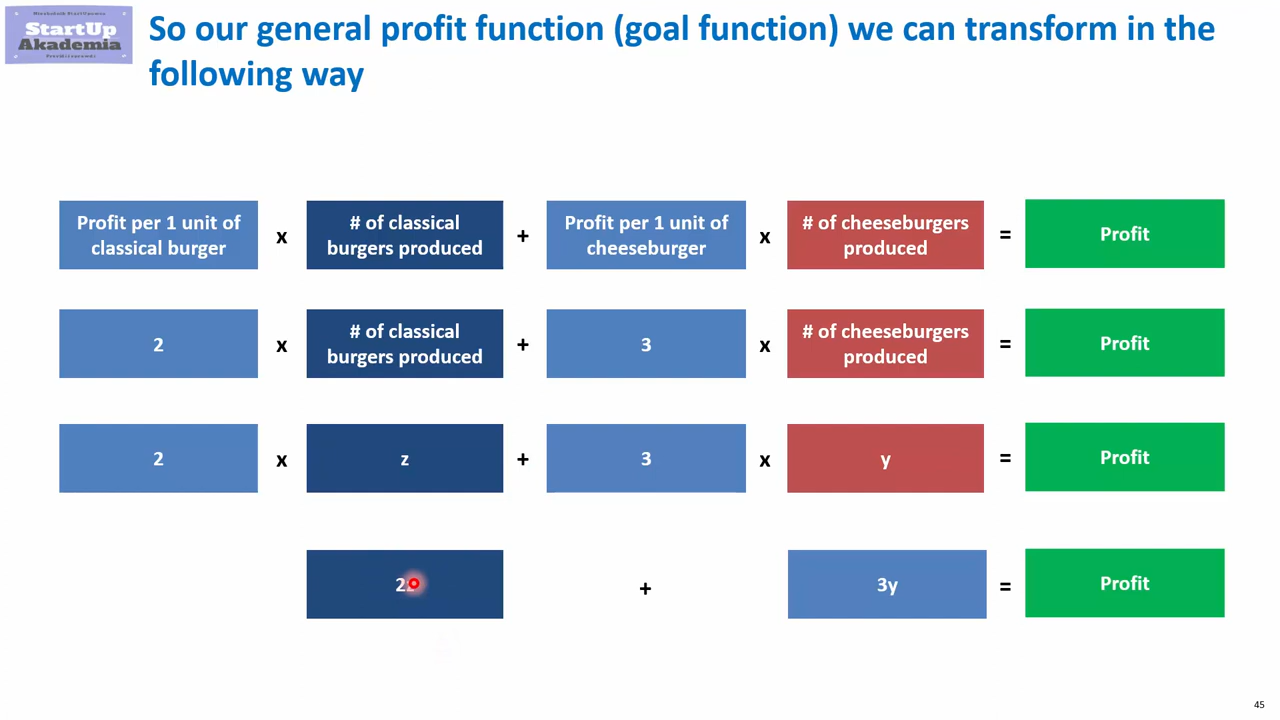 StartUp
Akademia
So our general profit function (goal function) we can transform in the
following way
Profit per 1 unit of
classical burger
x
# of classical
burgers produced
+
Profit per 1 unit of
cheeseburger
x
# of cheeseburgers
produced
=
Profit
2
x
# of classical
burgers produced
+
3
x
# of cheeseburgers
produced
=
Profit
2
x
z
+
3
x
y
=
Profit
+
3y
=
Profit
45